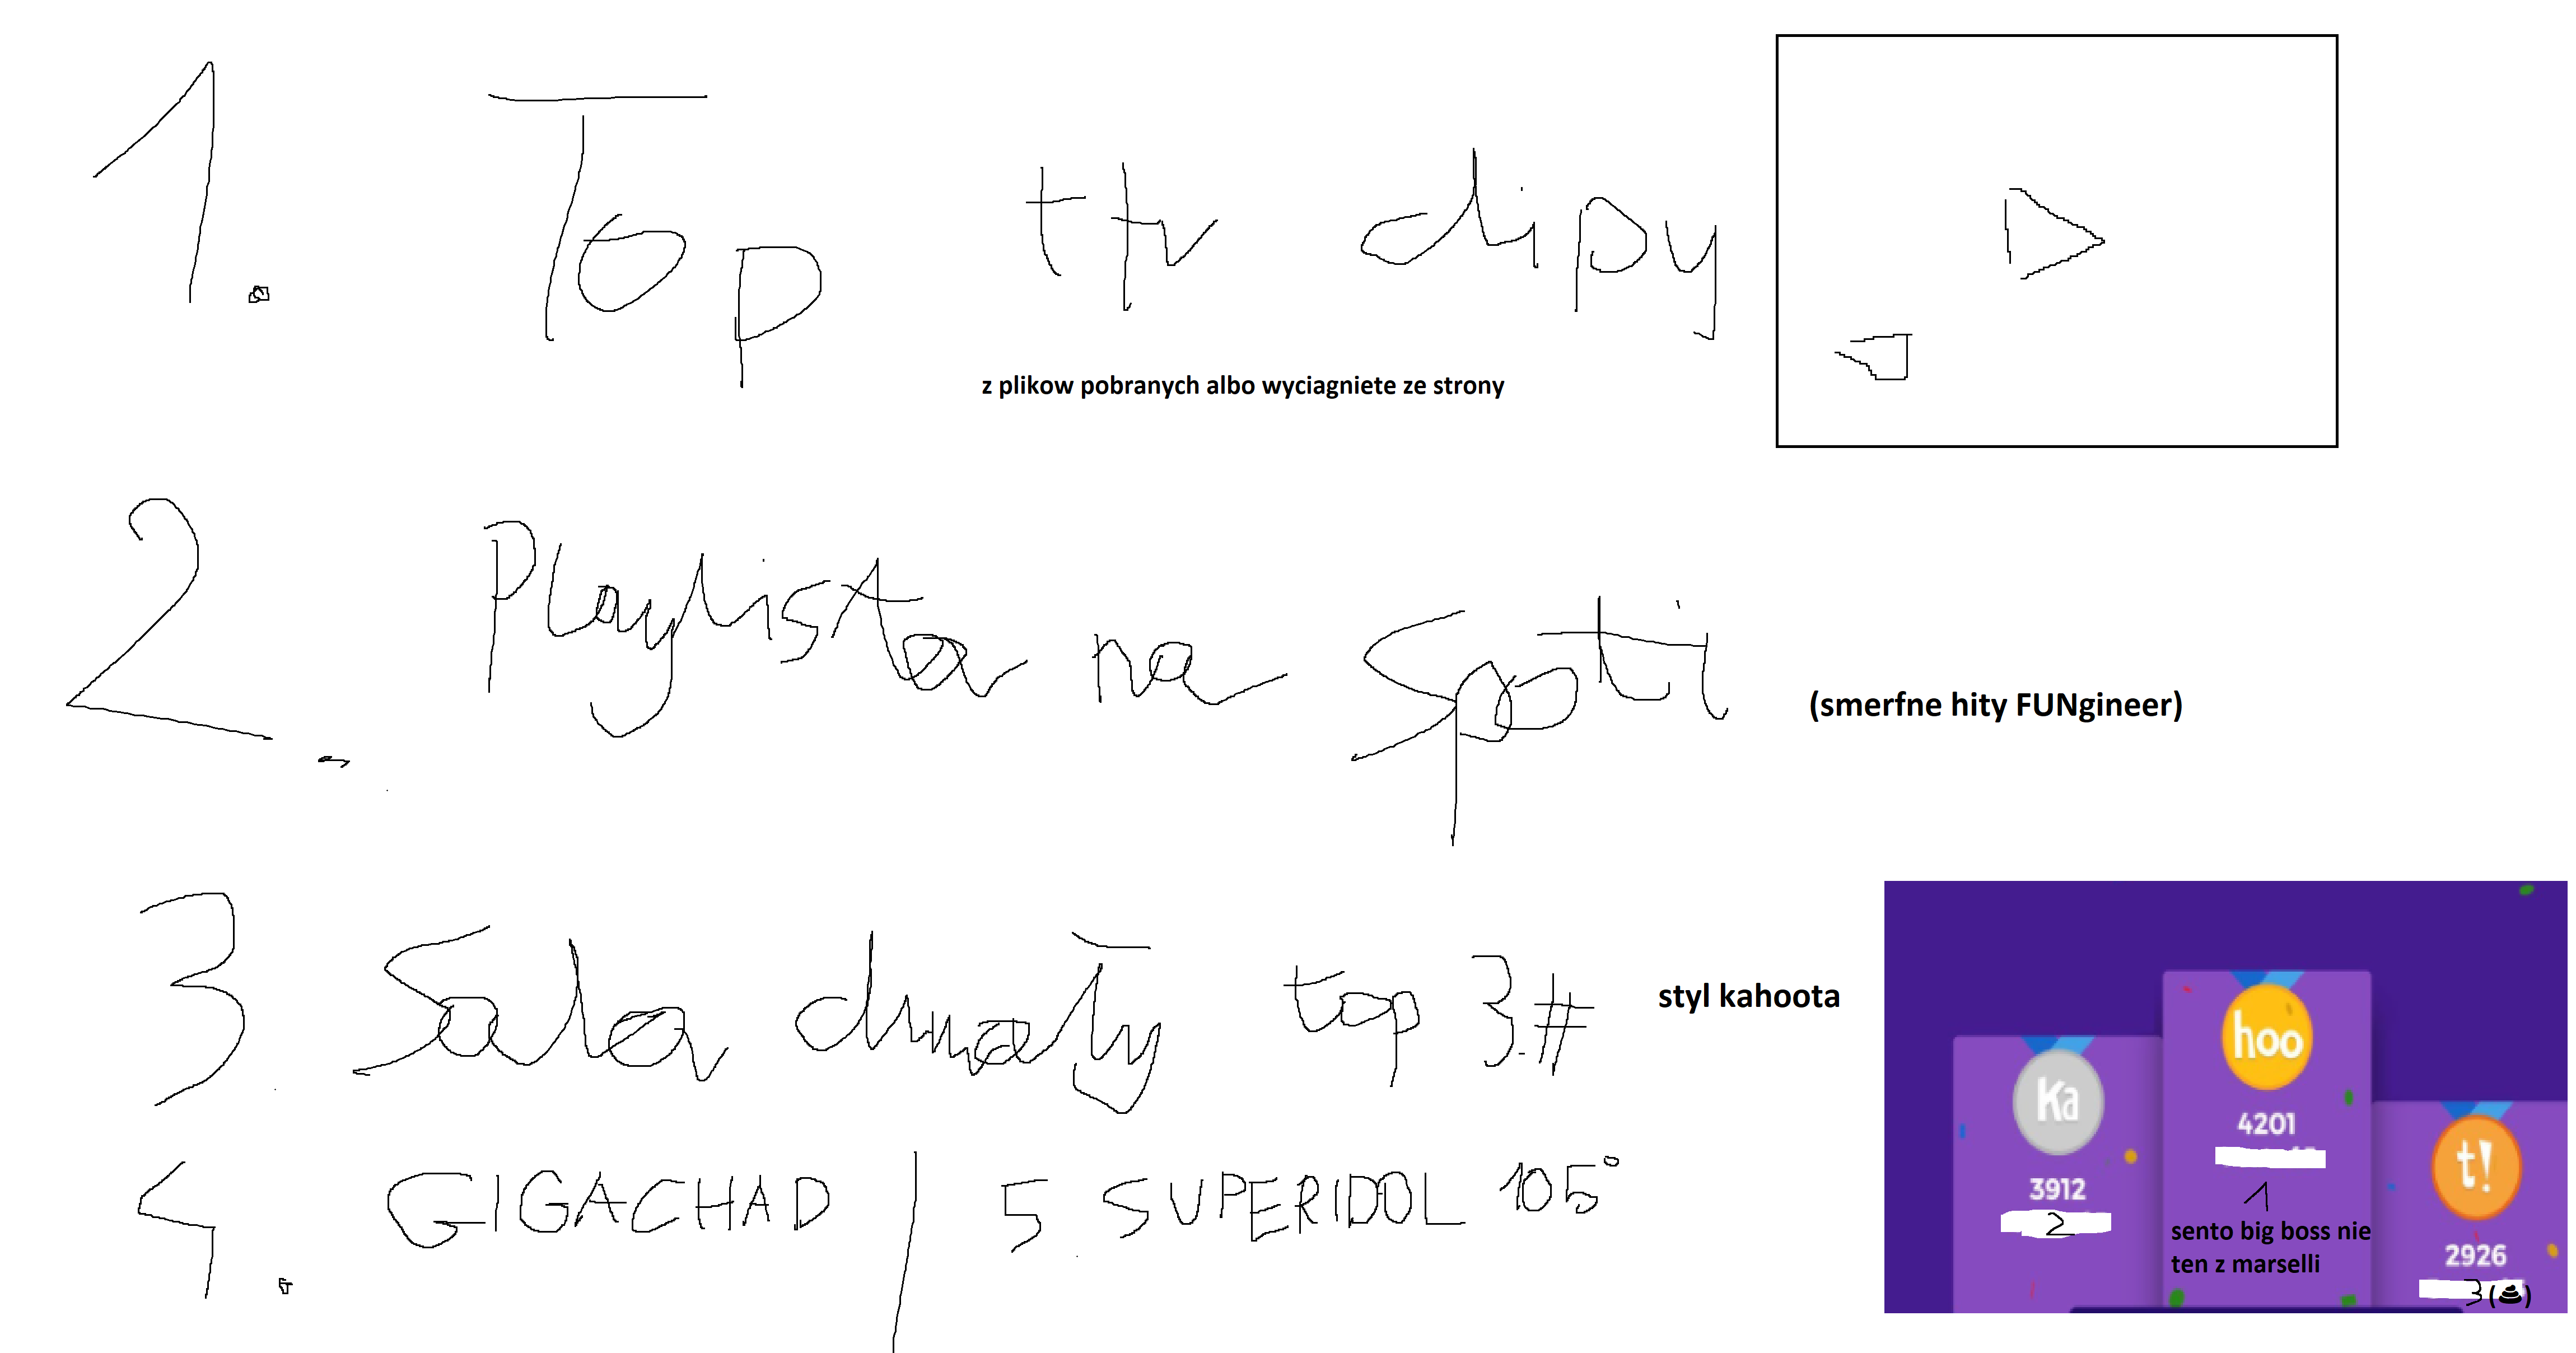 1. Top ttv clipy
z plikow pobranych albo wyciagniete ze strony
2. Playlista na Spoti
(smerfne hity FUNgineer)
3. Sala chwały top 3.#
styl kahoota
hoo
Ka
4201
t!
3912
2
1
sento big boss nie
ten z marselli
2926
3 (💩)
4. GIGACHAD | 5. SUPERIDOL 105°